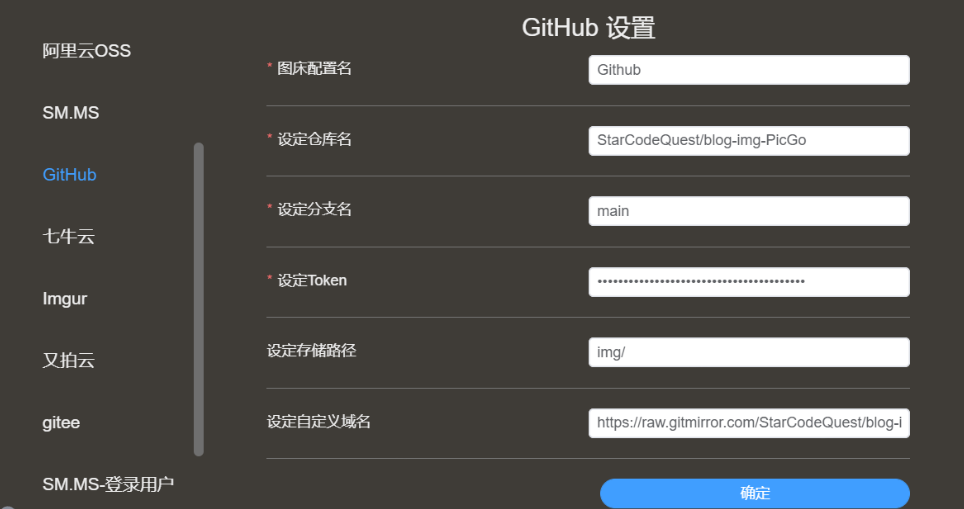 GitHub 设置
阿里云OSS
SM.MS
GitHub
七牛云
Imgur
又拍云
gitee
SM.MS-登录用户
* 图床配置名
Github
* 设定仓库名
StarCodeQuest/blog-img-PicGo
* 设定分支名
main
* 设定Token
••••••••••••••••••••••••••••••••••••••••
设定存储路径
img/
设定自定义域名
https://raw.gitmirror.com/StarCodeQuest/blog-i
确定